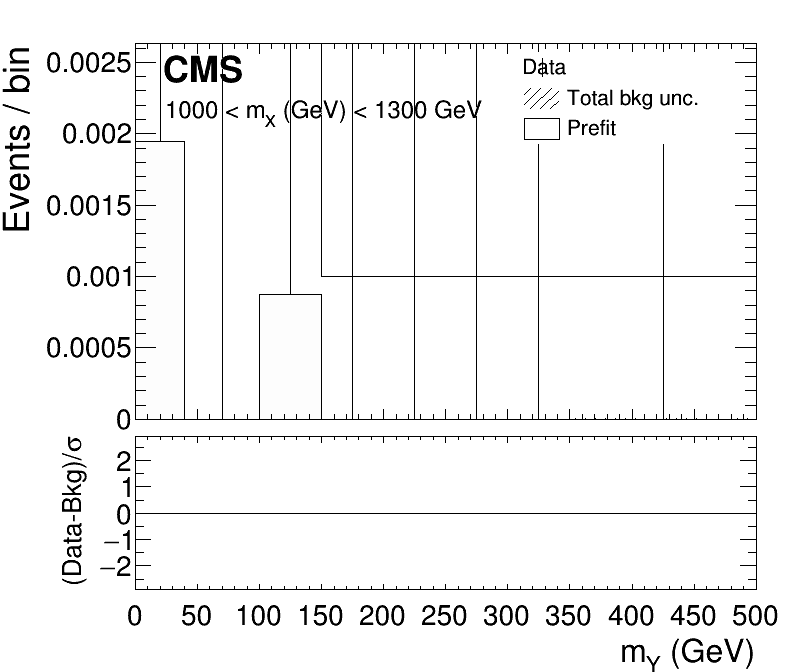 Events / bin
0.0025
0.002
0.0015
0.001
0.0005
0
CMS
1000 < mX (GeV) < 1300 GeV
Data
Total bkg unc.
Prefit
(Data-Bkg)/σ
2
1
0
−1
−2
0 50 100 150 200 250 300 350 400 450 500
mY (GeV)